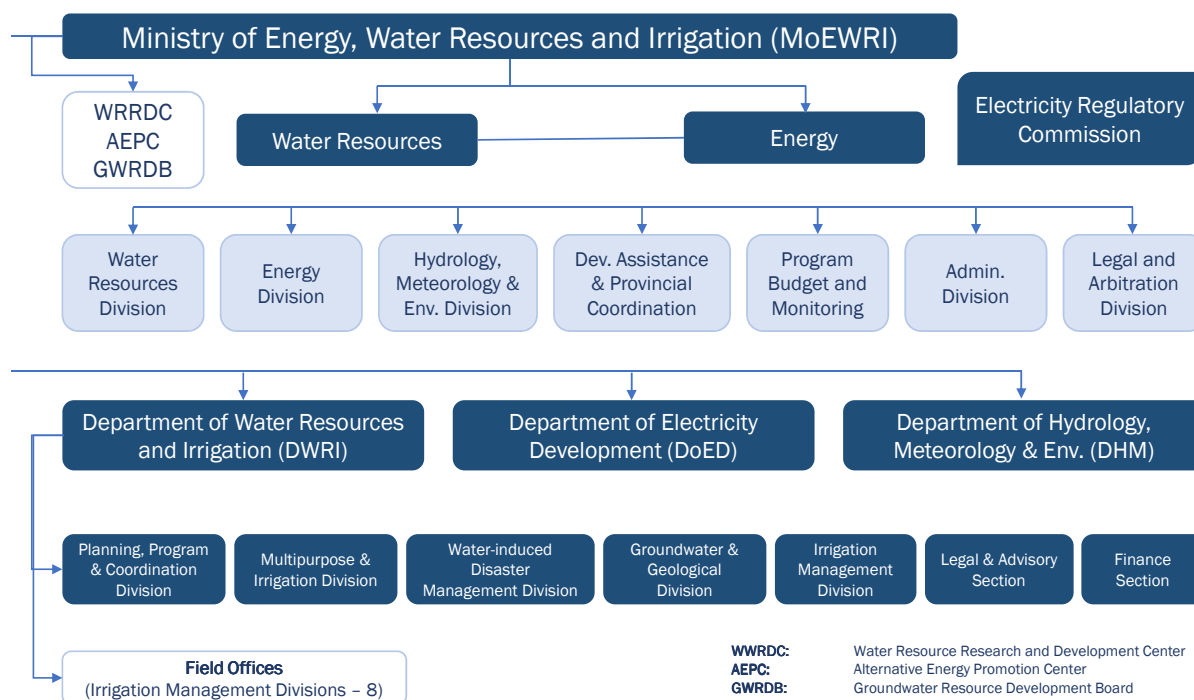 Ministry of Energy, Water Resources and Irrigation (MoEWRI)
WRRDC
AEPC
GWRDB
Water Resources
Energy
Electricity Regulatory
Commission
Water
Resources
Division
Energy
Division
Hydrology,
Meteorology &
Env. Division
Dev. Assistance
& Provincial
Coordination
Program
Budget and
Monitoring
Admin.
Division
Legal and
Arbitration
Division
Department of Water Resources
and Irrigation (DWRI)
Department of Electricity
Development (DoED)
Department of Hydrology,
Meteorology & Env. (DHM)
Planning, Program
& Coordination
Division
Multipurpose &
Irrigation Division
Water-induced
Disaster
Management Division
Groundwater &
Geological
Division
Irrigation
Management
Division
Legal & Advisory
Section
Finance
Section
Field Offices
(Irrigation Management Divisions – 8)
WWRDC: Water Resource Research and Development Center
AEPC: Alternative Energy Promotion Center
GWRDB: Groundwater Resource Development Board